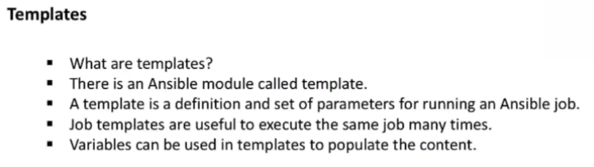 Templates
▪ What are templates?
▪ There is an Ansible module called template.
▪ A template is a definition and set of parameters for running an Ansible job.
▪ Job templates are useful to execute the same job many times.
▪ Variables can be used in templates to populate the content.